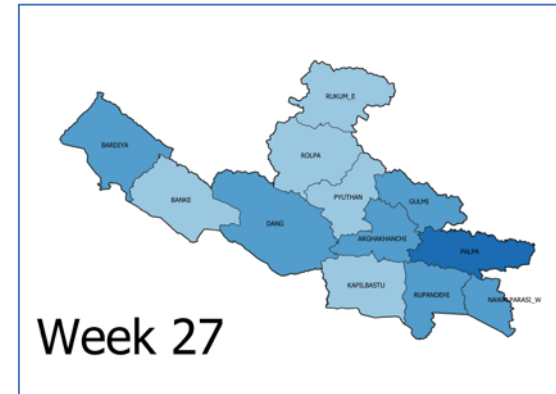 RUKUM_E
BARDIYA
ROLPA
BANKE
PYUTHAN
GULMI
DANG
ARGHAKHANCHI
PALPA
KAPILBASTU
RUPANDEHI
NAWALPARASI_W
Week 27